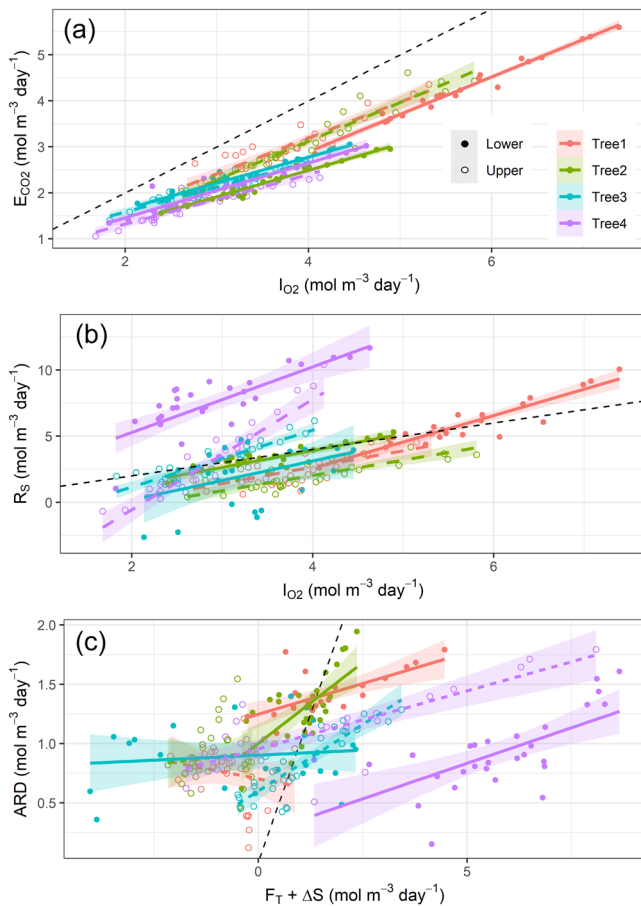 (a)
E_CO2 (mol m⁻³ day⁻¹)
5
4
3
2
1
2
4
6
I_O2 (mol m⁻³ day⁻¹)
Lower
Upper
Tree1
Tree2
Tree3
Tree4
(b)
R_S (mol m⁻³ day⁻¹)
10
5
0
2
3
4
5
6
7
I_O2 (mol m⁻³ day⁻¹)
(c)
ARD (mol m⁻³ day⁻¹)
2.0
1.5
1.0
0.5
0
5
F_T + ΔS (mol m⁻³ day⁻¹)